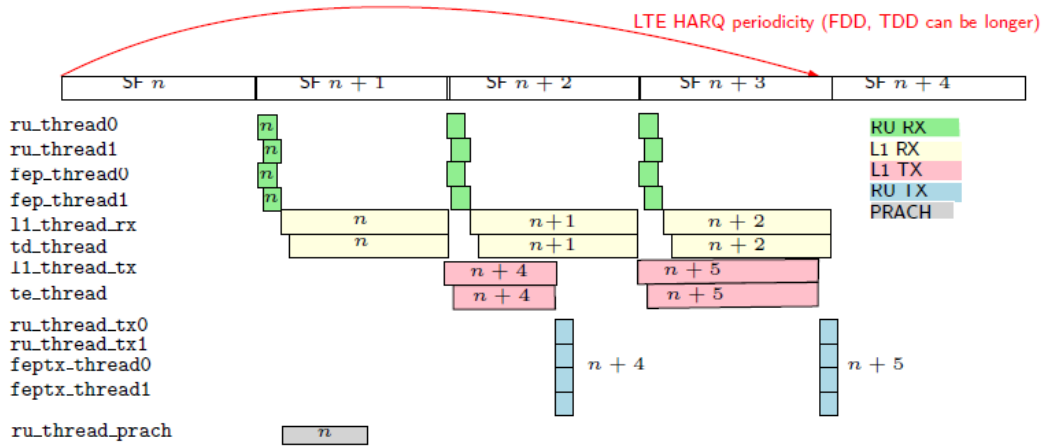 LTE HARQ periodicity (FDD, TDD can be longer)
SF n SF n + 1 SF n + 2 SF n + 3 SF n + 4
ru_thread0 n RU RX
ru_thread1 n L1 RX
fep_thread0 n L1 TX
fep_thread1 n RU TX
l1_thread_rx n n+1 n + 2 PRACH
td_thread n n+1 n + 2
l1_thread_tx n + 4 n + 5
te_thread n + 4 n + 5
ru_thread_tx0
ru_thread_tx1
feptx_thread0 n + 4 n + 5
feptx_thread1
ru_thread_prach n